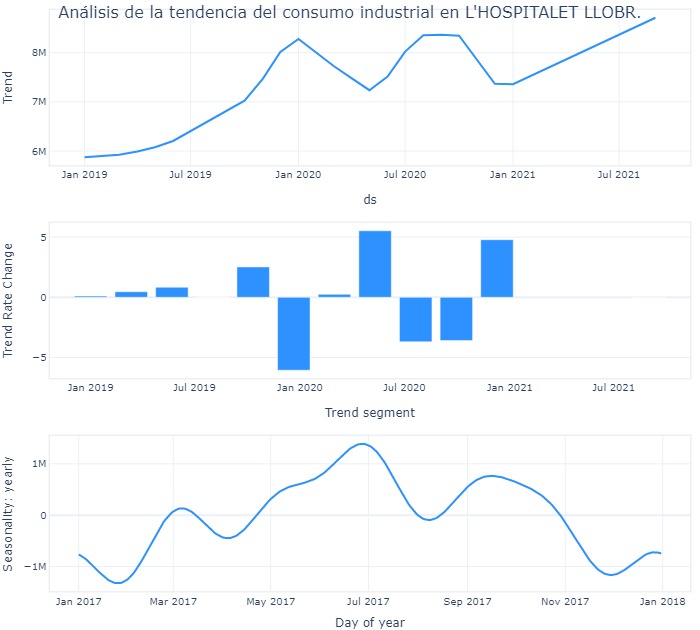 Análisis de la tendencia del consumo industrial en L'HOSPITALET LLOBR.
Trend
8M
7M
6M
Jan 2019 Jul 2019 Jan 2020 Jul 2020 Jan 2021 Jul 2021
ds
Trend Rate Change
5
0
−5
Jan 2019 Jul 2019 Jan 2020 Jul 2020 Jan 2021 Jul 2021
Trend segment
Seasonality: yearly
1M
0
−1M
Jan 2017 Mar 2017 May 2017 Jul 2017 Sep 2017 Nov 2017 Jan 2018
Day of year